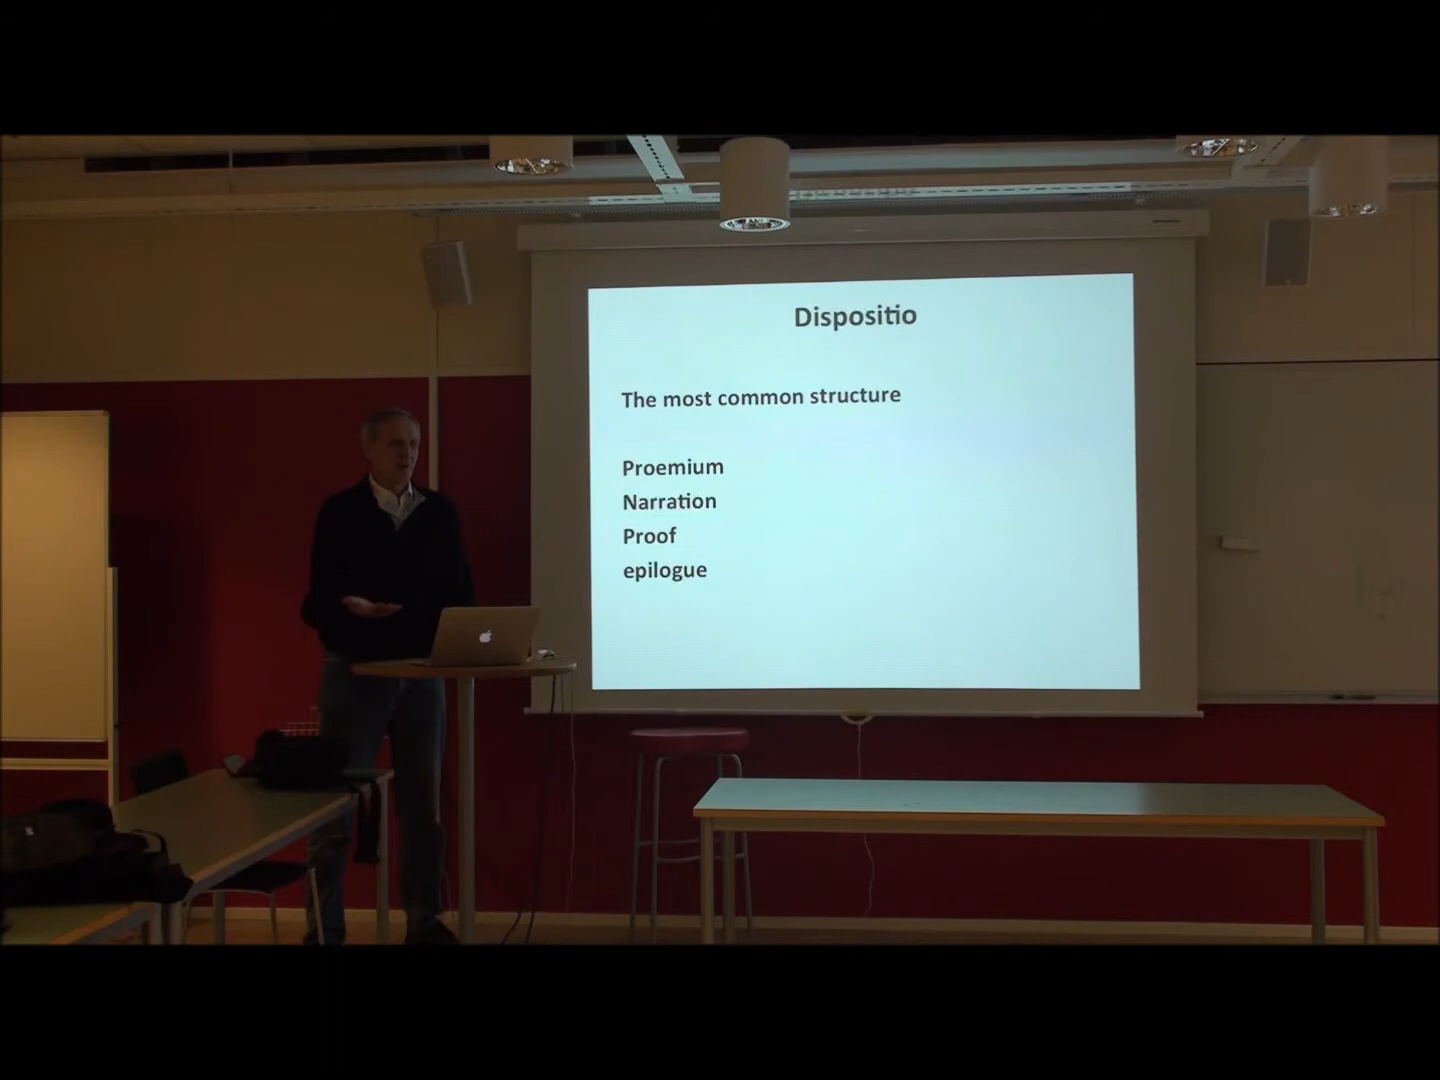 Dispositio
The most common structure
Proemium
Narration
Proof
epilogue